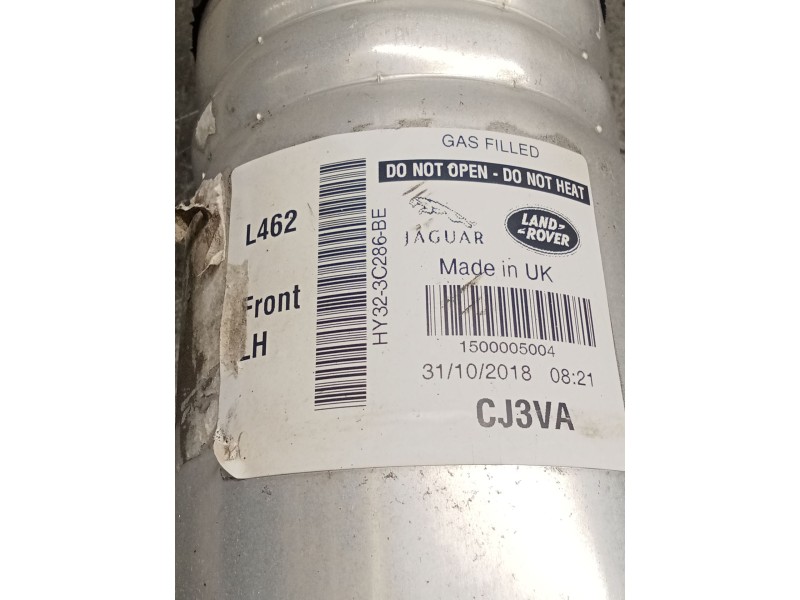 GAS FILLED
DO NOT OPEN - DO NOT HEAT
L462
JAGUAR
LAND
ROVER
HY32-3C286-BE
Made in UK
Front
LH
1500005004
31/10/2018 08:21
CJ3VA